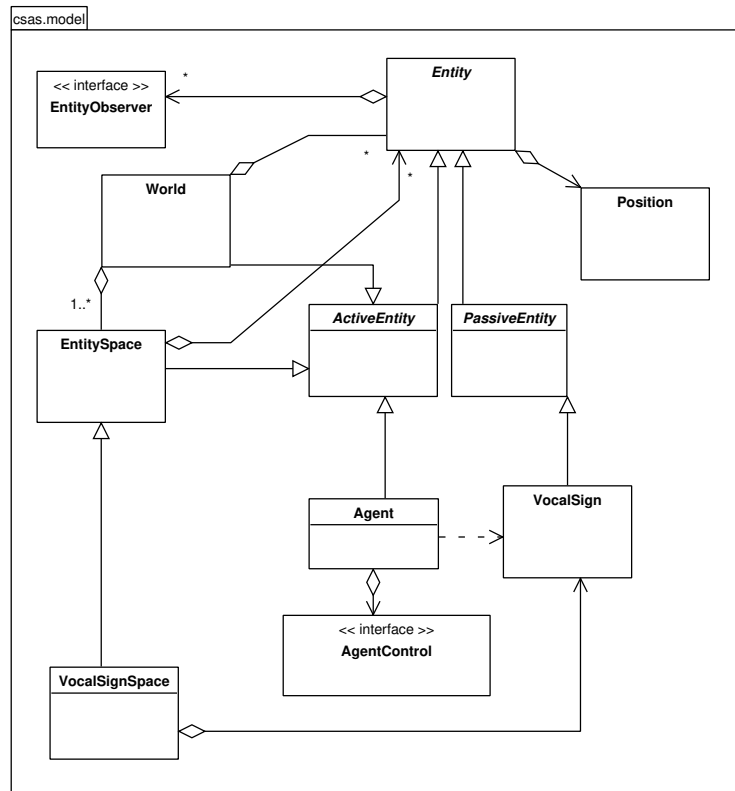 csas.model
<< interface >>
EntityObserver
*
Entity
*
*
World
Position
1..*
EntitySpace
ActiveEntity
PassiveEntity
Agent
VocalSign
<< interface >>
AgentControl
VocalSignSpace